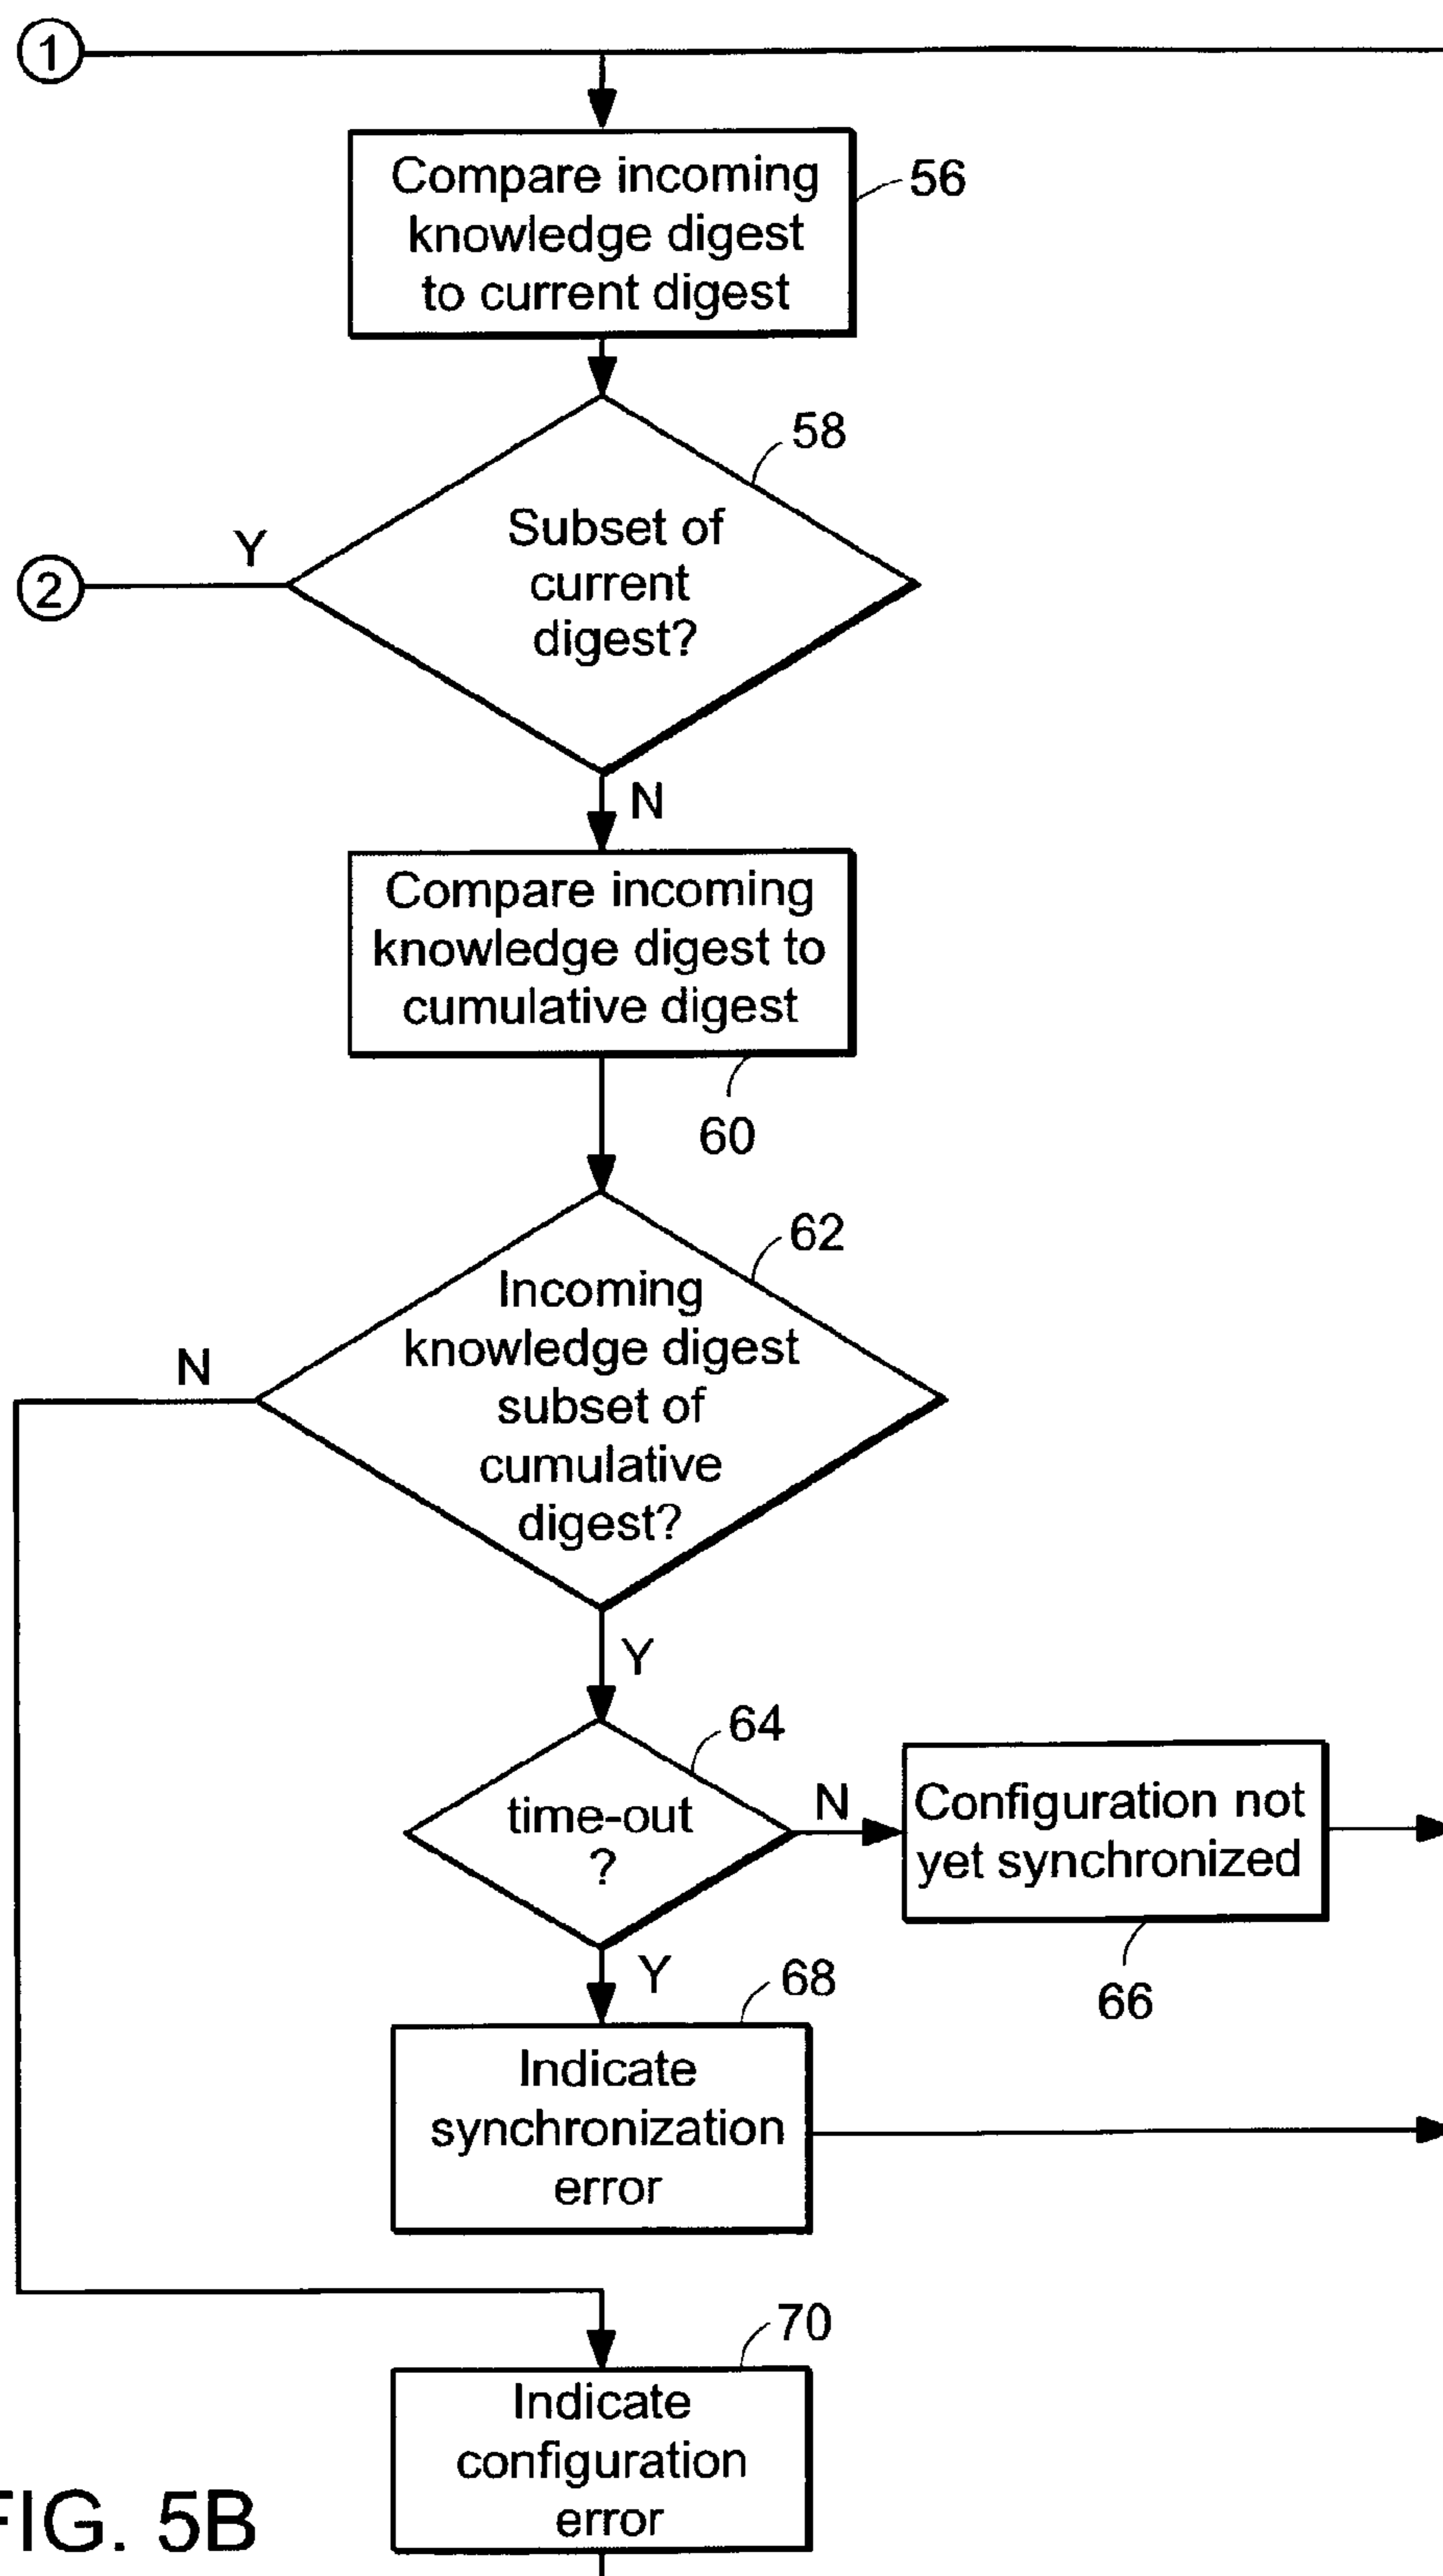 1
Compare incoming
knowledge digest
to current digest
56
58
Subset of
current
digest?
Y
2
N
Compare incoming
knowledge digest to
cumulative digest
60
62
Incoming
knowledge digest
subset of
cumulative
digest?
N
Y
64
time-out
?
N
Configuration not
yet synchronized
66
Y
68
Indicate
synchronization
error
70
Indicate
configuration
error
FIG. 5B